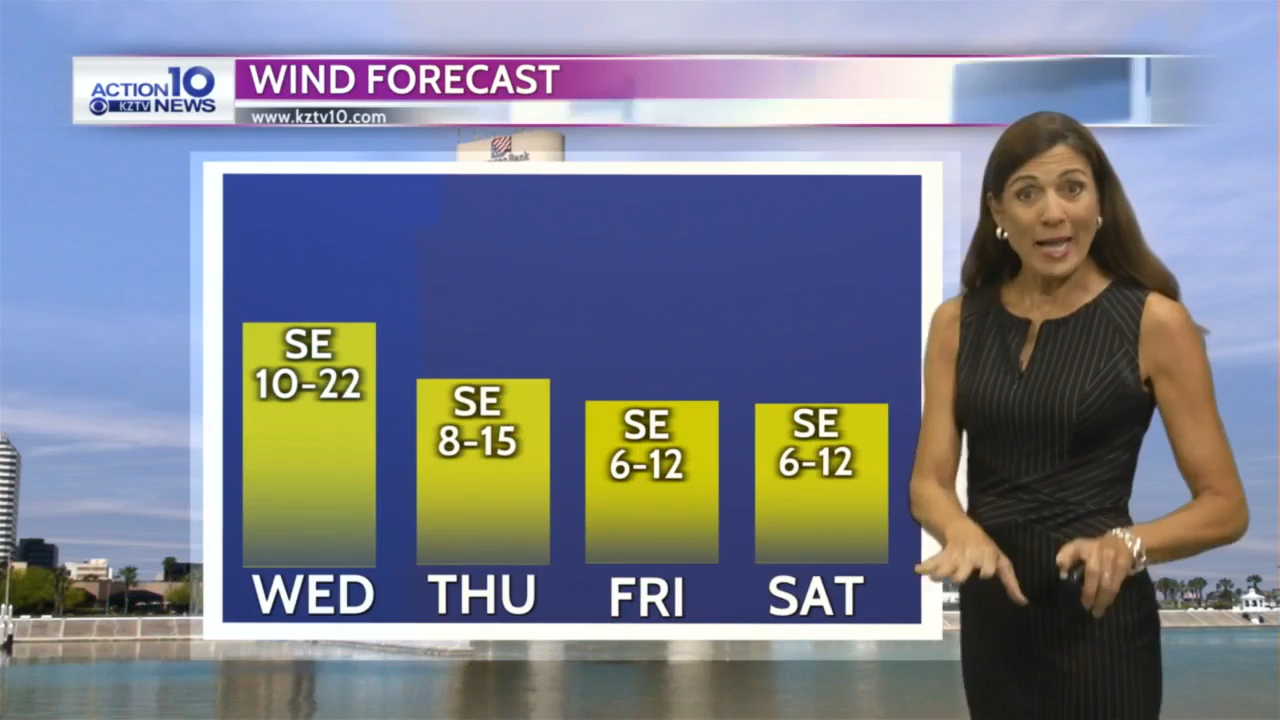 ACTION 10
KZTV NEWS
WIND FORECAST
www.kztv10.com
Bank
SE
10-22
SE
8-15
SE
6-12
SE
6-12
WED THU FRI SAT